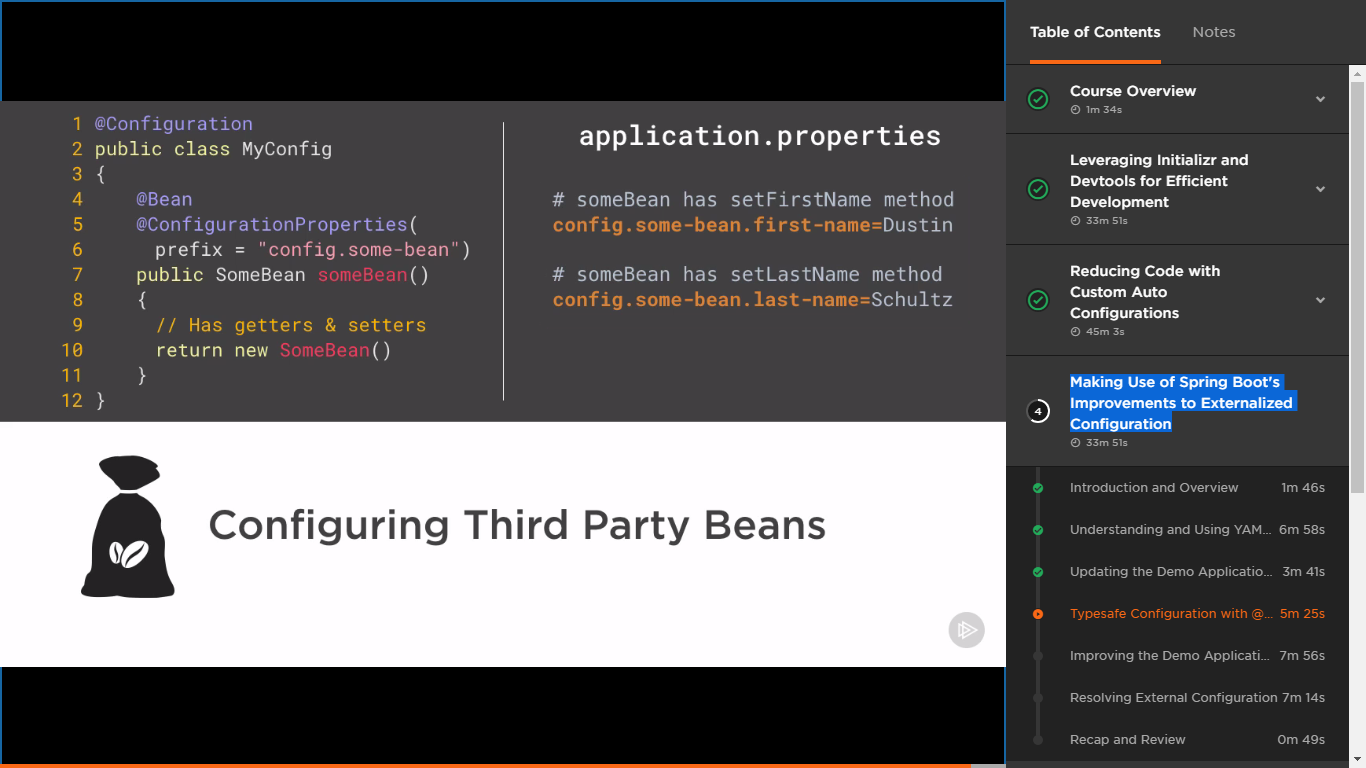 1 @Configuration
2 public class MyConfig
3 {
4 @Bean
5 @ConfigurationProperties(
6 prefix = "config.some-bean")
7 public SomeBean someBean()
8 {
9 // Has getters & setters
10 return new SomeBean()
11 }
12 }
application.properties
# someBean has setFirstName method
config.some-bean.first-name=Dustin
# someBean has setLastName method
config.some-bean.last-name=Schultz
Configuring Third Party Beans
Table of Contents
Notes
Course Overview
1m 34s
Leveraging Initializr and
Devtools for Efficient
Development
33m 51s
Reducing Code with
Custom Auto
Configurations
45m 3s
4
Making Use of Spring Boot's
Improvements to Externalized
Configuration
33m 51s
Introduction and Overview 1m 46s
Understanding and Using YAM... 6m 58s
Updating the Demo Applicatio... 3m 41s
Typesafe Configuration with @... 5m 25s
Improving the Demo Applicati... 7m 56s
Resolving External Configuration 7m 14s
Recap and Review 0m 49s